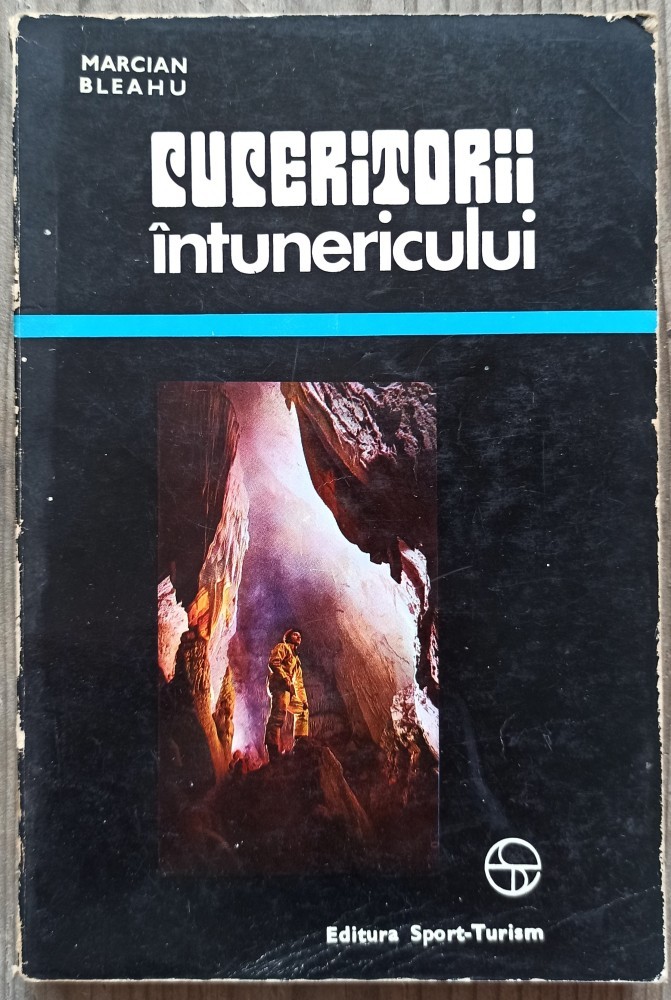 MARCIAN
BLEAHU
CUCERiTORii
întunericului
Editura Sport-Turism